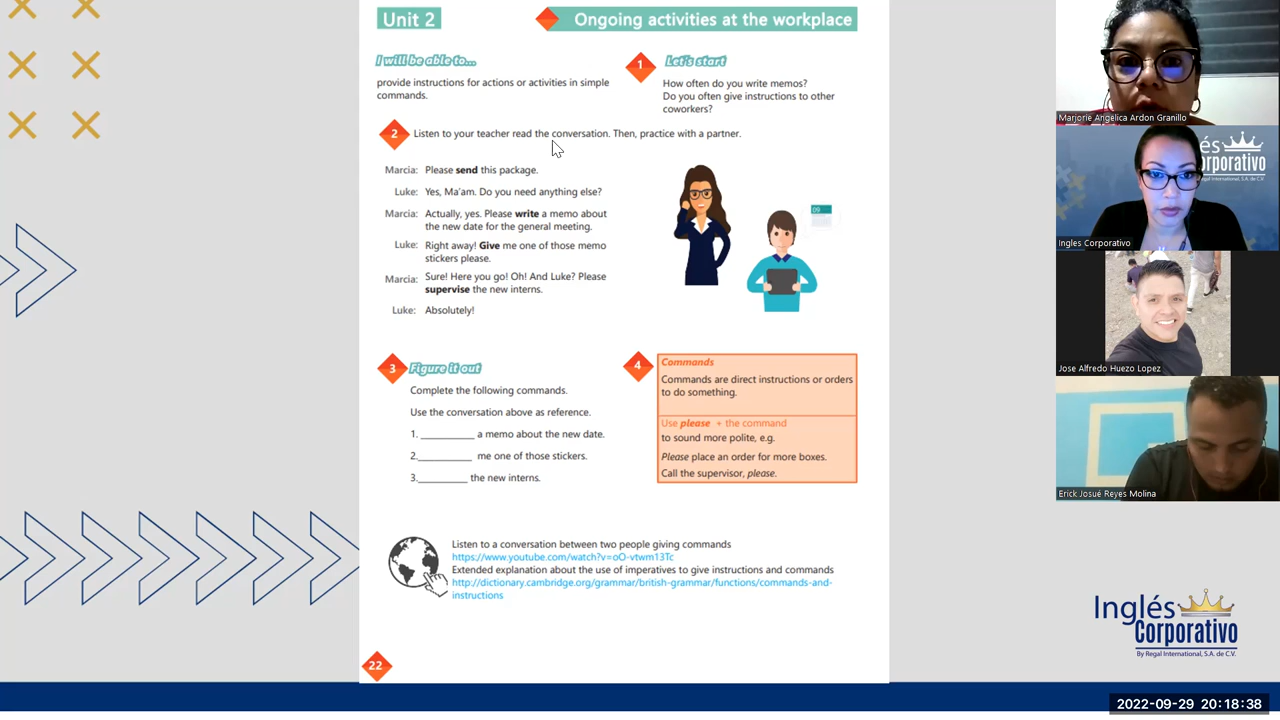 Unit 2
Ongoing activities at the workplace
I will be able to...
provide instructions for actions or activities in simple
commands.
1
Let's start
How often do you write memos?
Do you often give instructions to other
coworkers?
2
Listen to your teacher read the conversation. Then, practice with a partner.
Marcia: Please send this package.
Luke: Yes, Ma'am. Do you need anything else?
Marcia: Actually, yes. Please write a memo about
the new date for the general meeting.
Luke: Right away! Give me one of those memo
stickers please.
Marcia: Sure! Here you go! Oh! And Luke? Please
supervise the new interns.
Luke: Absolutely!
09
3
Figure it out
Complete the following commands.
Use the conversation above as reference.
1. __________ a memo about the new date.
2.__________ me one of those stickers.
3.__________ the new interns.
4
Commands
Commands are direct instructions or orders
to do something.
Use please + the command
to sound more polite, e.g.
Please place an order for more boxes.
Call the supervisor, please.
Listen to a conversation between two people giving commands
https://www.youtube.com/watch?v=oO-vtwm13Tc
Extended explanation about the use of imperatives to give instructions and commands
http://dictionary.cambridge.org/grammar/british-grammar/functions/commands-and-
instructions
22
Marjorie Angelica Ardon Granillo
és
orporativo
By Regal International, S.A. de C.V.
Ingles Corporativo
Jose Alfredo Huezo Lopez
Erick Josué Reyes Molina
Inglés
Corporativo
By Regal International, S.A. de C.V.
2022-09-29 20:18:38